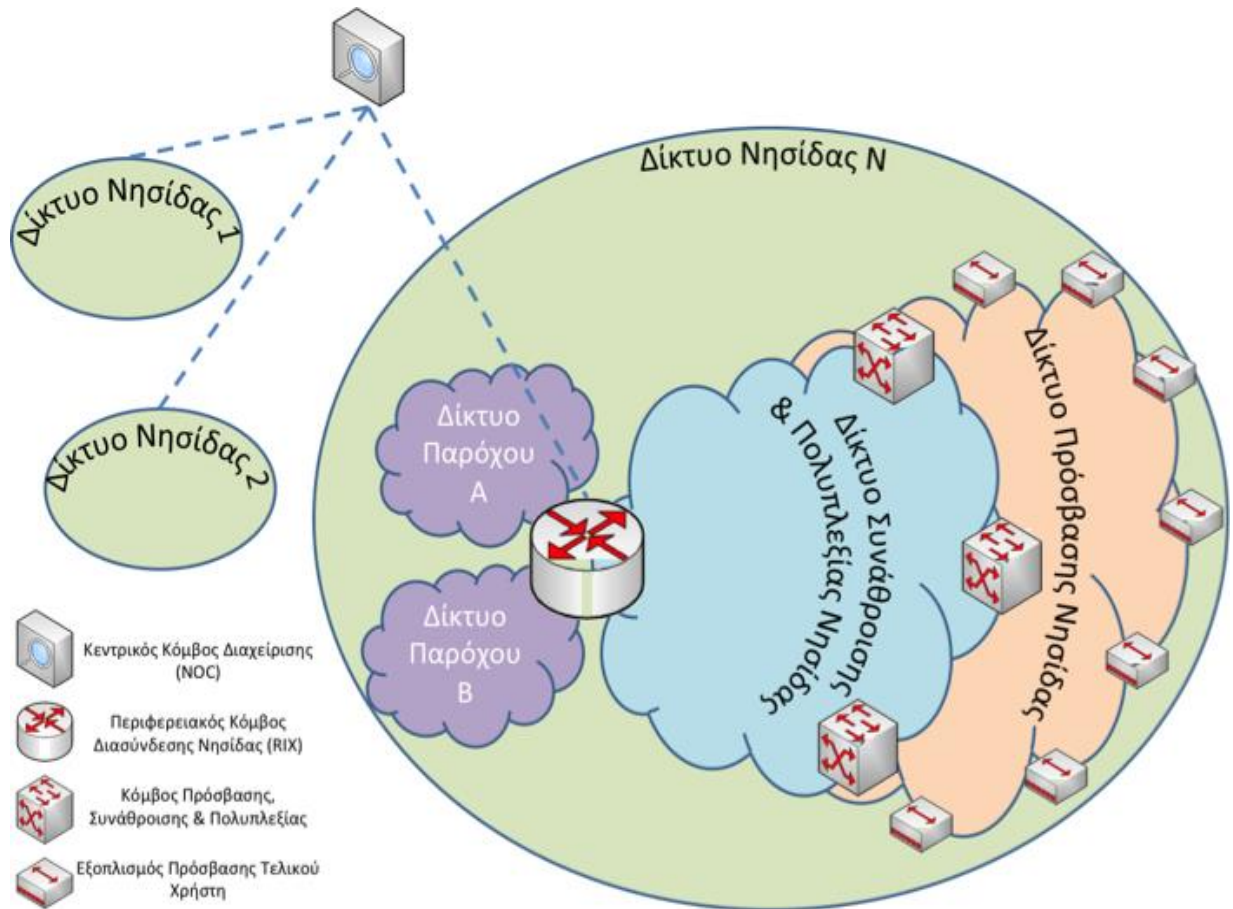 Δίκτυο Νησίδας 1
Δίκτυο Νησίδας 2
Δίκτυο Νησίδας Ν
Δίκτυο
Παρόχου
Α
Δίκτυο
Παρόχου
Β
Δίκτυο Συνάθροισης
& Πολυπλεξίας Νησίδας
Δίκτυο Πρόσβασης Νησίδας
Κεντρικός Κόμβος Διαχείρισης
(NOC)
Περιφερειακός Κόμβος
Διασύνδεσης Νησίδας (RIX)
Κόμβος Πρόσβασης,
Συνάθροισης & Πολυπλεξίας
Εξοπλισμός Πρόσβασης Τελικού
Χρήστη